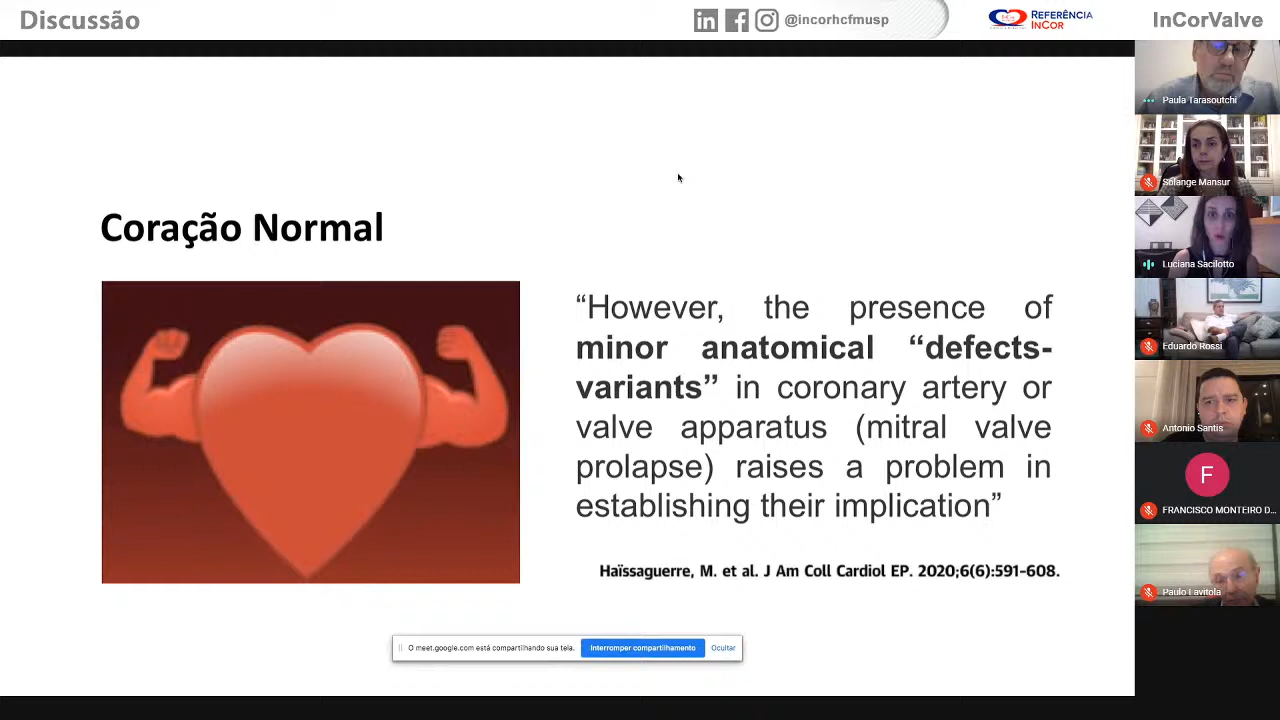 Discussão
@incorhcfmusp
REFERÊNCIA
INCOR
InCorValve
Coração Normal
“However, the presence of
minor anatomical “defects-
variants” in coronary artery or
valve apparatus (mitral valve
prolapse) raises a problem in
establishing their implication”
Haïssaguerre, M. et al. J Am Coll Cardiol EP. 2020;6(6):591-608.
O meet.google.com está compartilhando sua tela.
Interromper compartilhamento
Ocultar
Paula Tarasoutchi
Solange Mansur
Luciana Sacilotto
Eduardo Rossi
Antonio Santis
F
FRANCISCO MONTEIRO D...
Paulo Lavitola